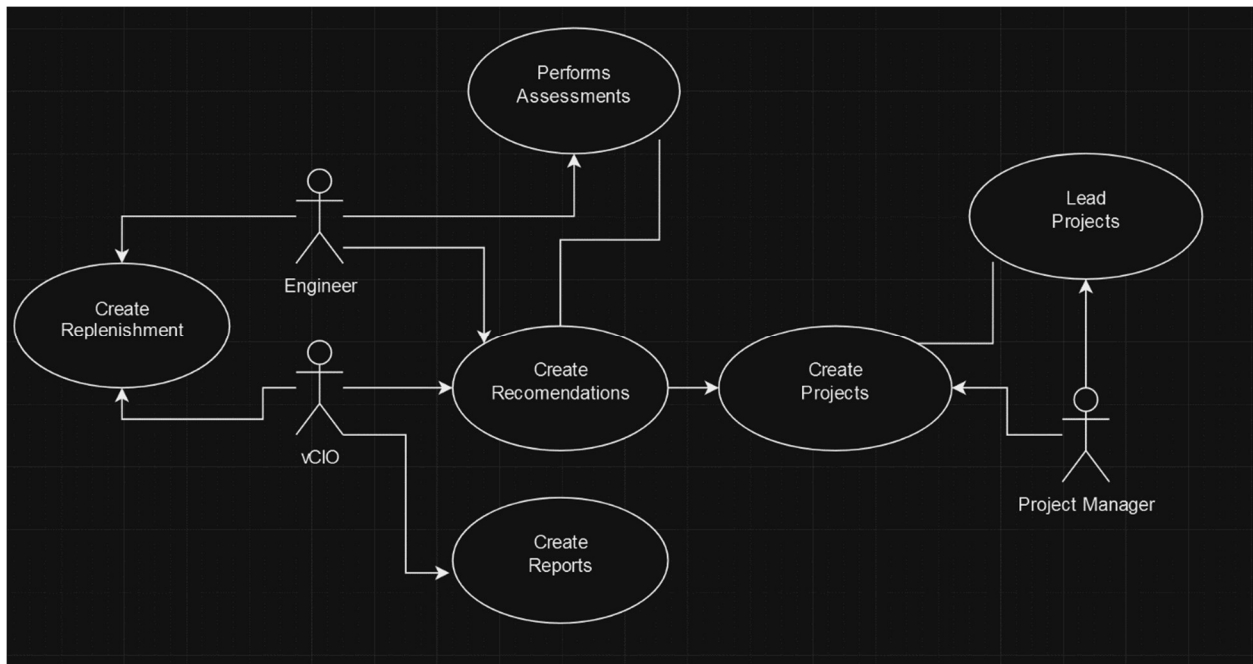 Performs
Assessments
Lead
Projects
Engineer
Create
Replenishment
Create
Recomendations
Create
Projects
vCIO
Project Manager
Create
Reports